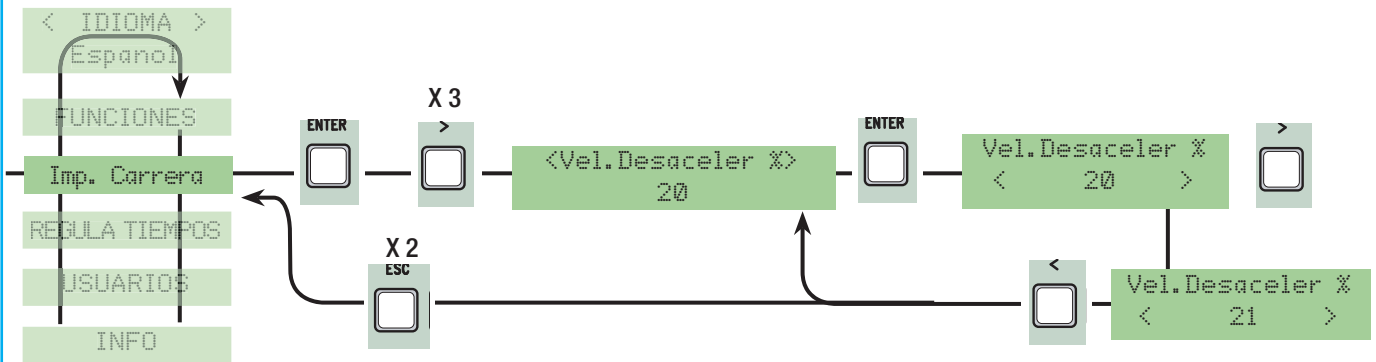 < IDIOMA >
Espanol
FUNCIONES
Imp. Carrera
REGULA TIEMPOS
USUARIOS
INFO
ENTER
X 3
>
<Vel.Desaceler %>
20
ENTER
Vel.Desaceler %
< 20 >
>
X 2
ESC
<
Vel.Desaceler %
< 21 >